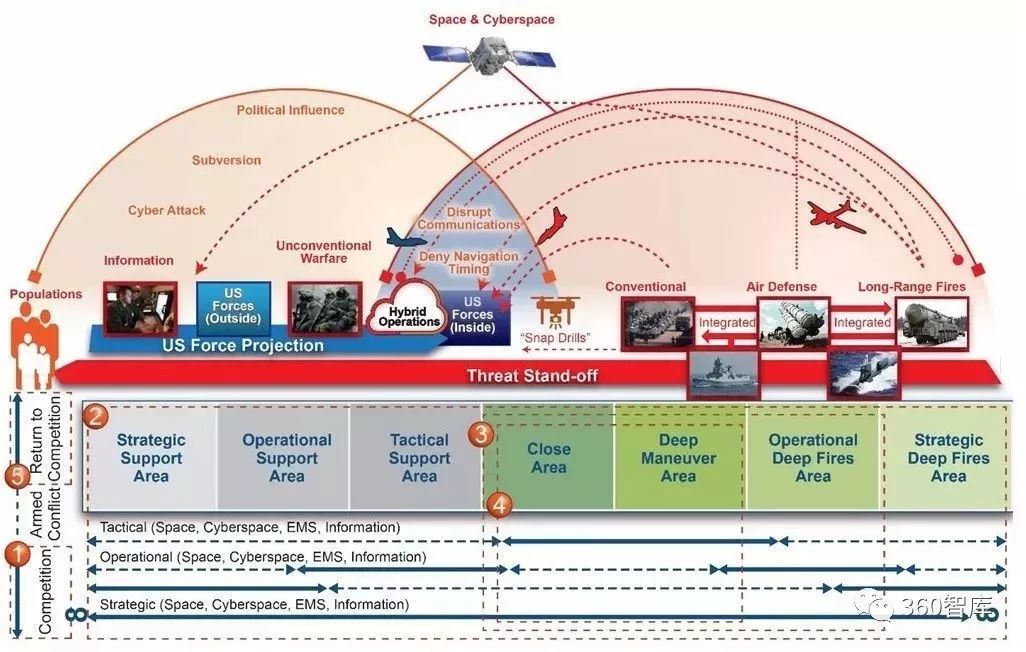 Space & Cyberspace
Political Influence
Subversion
Cyber Attack
Disrupt
Communications
Deny Navigation
Timing
Information
Unconventional
Warfare
Conventional
Air Defense
Long-Range Fires
Populations
US
Forces
(Outside)
Hybrid
Operations
US
Forces
(Inside)
"Snap Drills"
Integrated
Integrated
US Force Projection
Threat Stand-off
Return to
Competition
Armed
Conflict
Competition
2
3
4
5
1
Strategic
Support
Area
Operational
Support
Area
Tactical
Support
Area
Close
Area
Deep
Maneuver
Area
Operational
Deep Fires
Area
Strategic
Deep Fires
Area
Tactical (Space, Cyberspace, EMS, Information)
Operational (Space, Cyberspace, EMS, Information)
Strategic (Space, Cyberspace, EMS, Information)
8
8
360智库